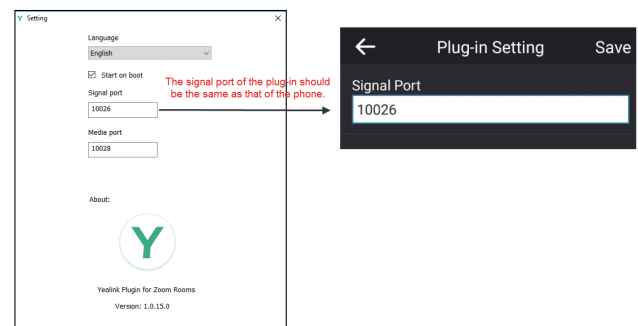 Y Setting
Language
English
Start on boot
Signal port
10026
Media port
10028
About:
Y
Yealink Plugin for Zoom Rooms
Version: 1.0.15.0
The signal port of the plug-in should
be the same as that of the phone.
Plug-in Setting
Save
Signal Port
10026